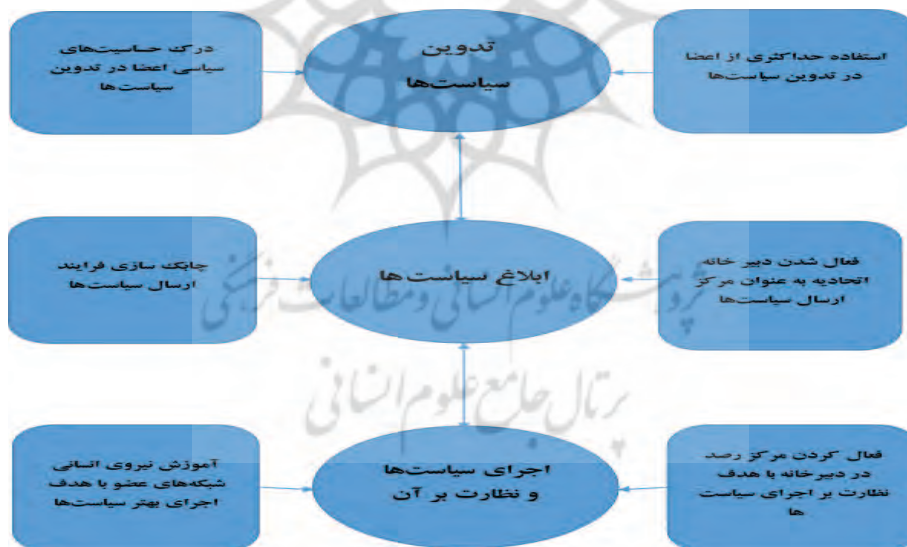 استفاده حداکثری از اعضا
در تدوین سیاست‌ها
تدوین
سیاست‌ها
درک حساسیت‌های
سیاسی اعضا در تدوین
سیاست‌ها
فعال شدن دبیر خانه
اتحادیه به عنوان مرکز
ارسال سیاست‌ها
ابلاغ سیاست ها
چابک سازی فرایند
ارسال سیاست‌ها
پژوهشگاه علوم انسانی و مطالعات فرهنگی
پرتال جامع علوم انسانی
فعال کردن مرکز رصد
در دبیرخانه با هدف
نظارت بر اجرای سیاست
ها
اجرای سیاست‌ها
و نظارت بر آن
آموزش نیروی انسانی
شبکه‌های عضو با هدف
اجرای بهتر سیاست‌ها